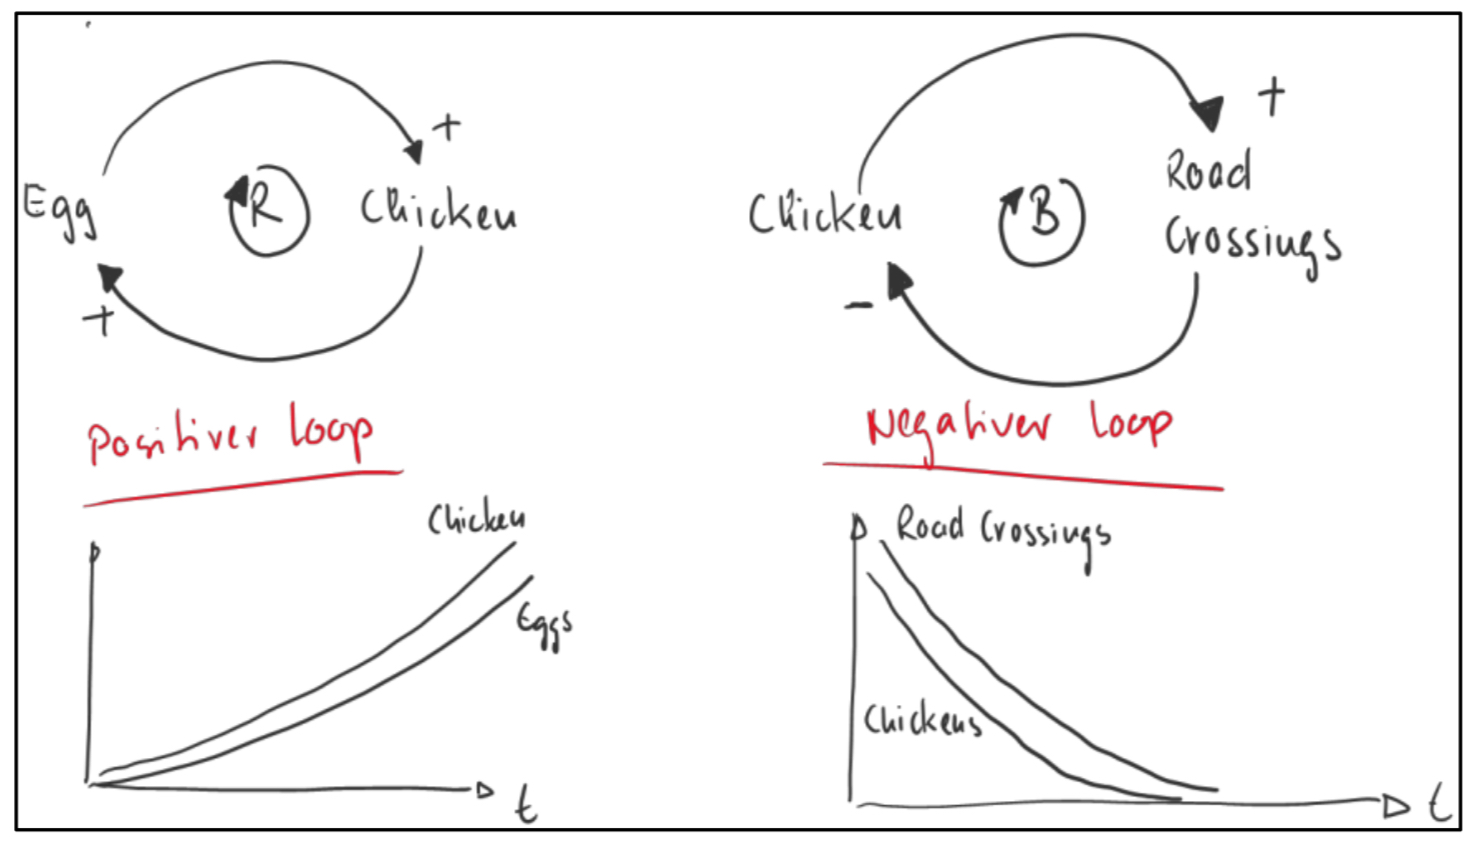 +
Egg
R
Chicken
+
Positiver loop
Chicken
Eggs
t
+
Road
Crossings
Chicken
B
-
Negativer loop
Road Crossings
Chickens
t